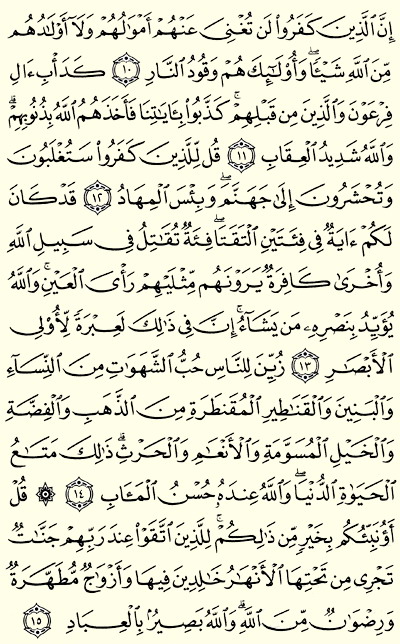 إِنَّ ٱلَّذِينَ كَفَرُوا۟ لَن تُغْنِىَ عَنْهُمْ أَمْوَٰلُهُمْ وَلَآ أَوْلَٰدُهُم
مِّنَ ٱللَّهِ شَيْـًٔا ۖ وَأُو۟لَٰٓئِكَ هُمْ وَقُودُ ٱلنَّارِ ١٠ كَدَأْبِ ءَالِ
فِرْعَوْنَ وَٱلَّذِينَ مِن قَبْلِهِمْ ۚ كَذَّبُوا۟ بِـَٔايَٰتِنَا فَأَخَذَهُمُ ٱللَّهُ بِذُنُوبِهِمْ ۗ
وَٱللَّهُ شَدِيدُ ٱلْعِقَابِ ١١ قُل لِّلَّذِينَ كَفَرُوا۟ سَتُغْلَبُونَ
وَتُحْشَرُونَ إِلَىٰ جَهَنَّمَ ۚ وَبِئْسَ ٱلْمِهَادُ ١٢ قَدْ كَانَ
لَكُمْ ءَايَةٌ فِى فِئَتَيْنِ ٱلْتَقَتَا ۖ فِئَةٌ تُقَٰتِلُ فِى سَبِيلِ ٱللَّهِ
وَأُخْرَىٰ كَافِرَةٌ يَرَوْنَهُم مِّثْلَيْهِمْ رَأْىَ ٱلْعَيْنِ ۚ وَٱللَّهُ
يُؤَيِّدُ بِنَصْرِهِۦ مَن يَشَآءُ ۗ إِنَّ فِى ذَٰلِكَ لَعِبْرَةً لِّأُو۟لِى
ٱلْأَبْصَٰرِ ١٣ زُيِّنَ لِلنَّاسِ حُبُّ ٱلشَّهَوَٰتِ مِنَ ٱلنِّسَآءِ
وَٱلْبَنِينَ وَٱلْقَنَٰطِيرِ ٱلْمُقَنطَرَةِ مِنَ ٱلذَّهَبِ وَٱلْفِضَّةِ
وَٱلْخَيْلِ ٱلْمُسَوَّمَةِ وَٱلْأَنْعَٰمِ وَٱلْحَرْثِ ۗ ذَٰلِكَ مَتَٰعُ
ٱلْحَيَوٰةِ ٱلدُّنْيَا ۖ وَٱللَّهُ عِندَهُۥ حُسْنُ ٱلْمَـَٔابِ ١٤ ۞ قُلْ
أَؤُنَبِّئُكُم بِخَيْرٍ مِّن ذَٰلِكُمْ ۚ لِلَّذِينَ ٱتَّقَوْا۟ عِندَ رَبِّهِمْ جَنَّٰتٌ
تَجْرِى مِن تَحْتِهَا ٱلْأَنْهَٰرُ خَٰلِدِينَ فِيهَا وَأَزْوَٰجٌ مُّطَهَّرَةٌ
وَرِضْوَٰنٌ مِّنَ ٱللَّهِ ۗ وَٱللَّهُ بَصِيرٌۢ بِٱلْعِبَادِ ١٥